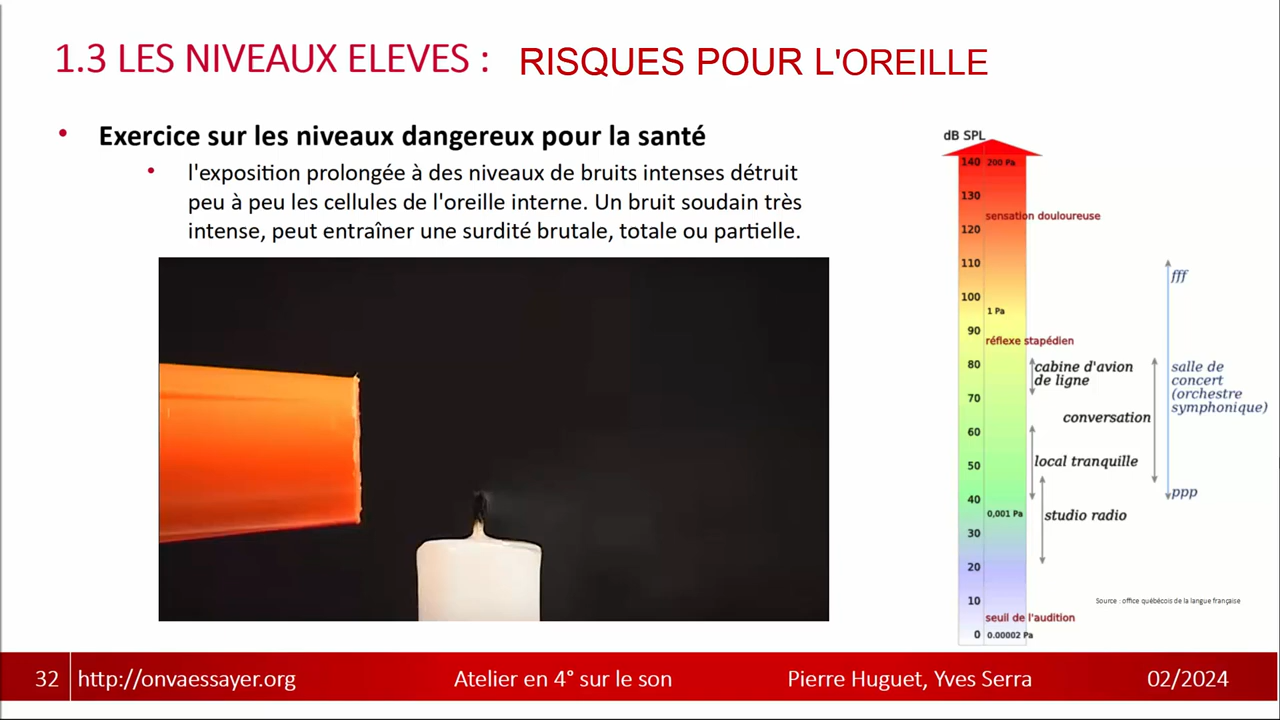 1.3 LES NIVEAUX ELEVES : RISQUES POUR L'OREILLE
• Exercice sur les niveaux dangereux pour la santé
• l'exposition prolongée à des niveaux de bruits intenses détruit
peu à peu les cellules de l'oreille interne. Un bruit soudain très
intense, peut entraîner une surdité brutale, totale ou partielle.
dB SPL
140 200 Pa
130
sensation douloureuse
120
110
fff
100
1 Pa
90
réflexe stapédien
80
cabine d'avion
de ligne
salle de
concert
(orchestre
symphonique)
70
conversation
60
local tranquille
50
40
ppp
0,001 Pa
studio radio
30
20
10
Source : office québécois de la langue française
seuil de l'audition
0 0.00002 Pa
32 http://onvaessayer.org Atelier en 4° sur le son Pierre Huguet, Yves Serra 02/2024